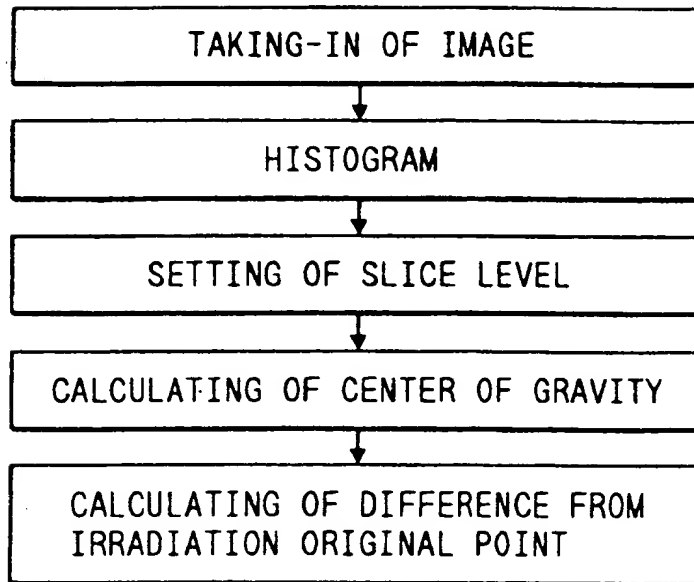 TAKING-IN OF IMAGE
HISTOGRAM
SETTING OF SLICE LEVEL
CALCULATING OF CENTER OF GRAVITY
CALCULATING OF DIFFERENCE FROM
IRRADIATION ORIGINAL POINT